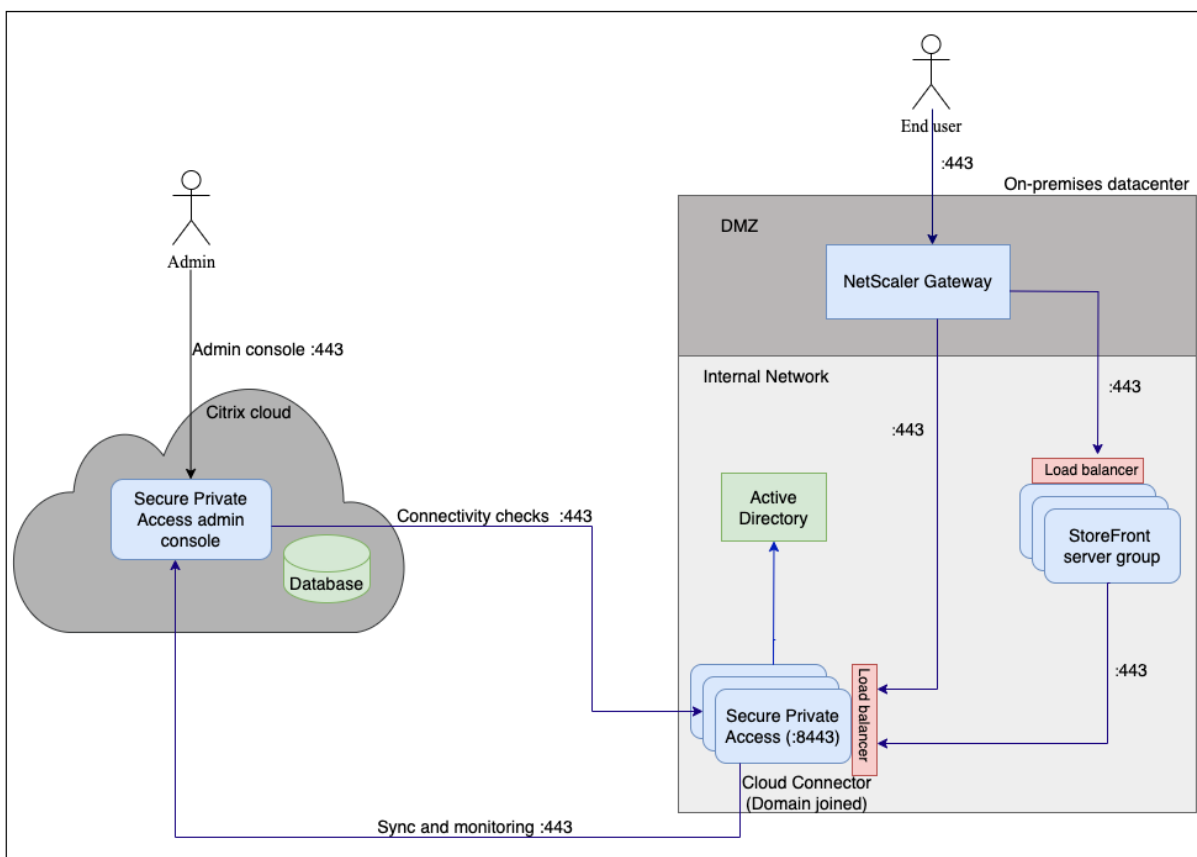 End user
:443
On-premises datacenter
DMZ
NetScaler Gateway
Admin
Admin console :443
Internal Network
:443
:443
Citrix cloud
Load balancer
Secure Private
Access admin
console
Active
Directory
Connectivity checks :443
StoreFront
server group
Database
:443
Load balancer
Secure Private
Access (:8443)
Cloud Connector
(Domain joined)
Sync and monitoring :443